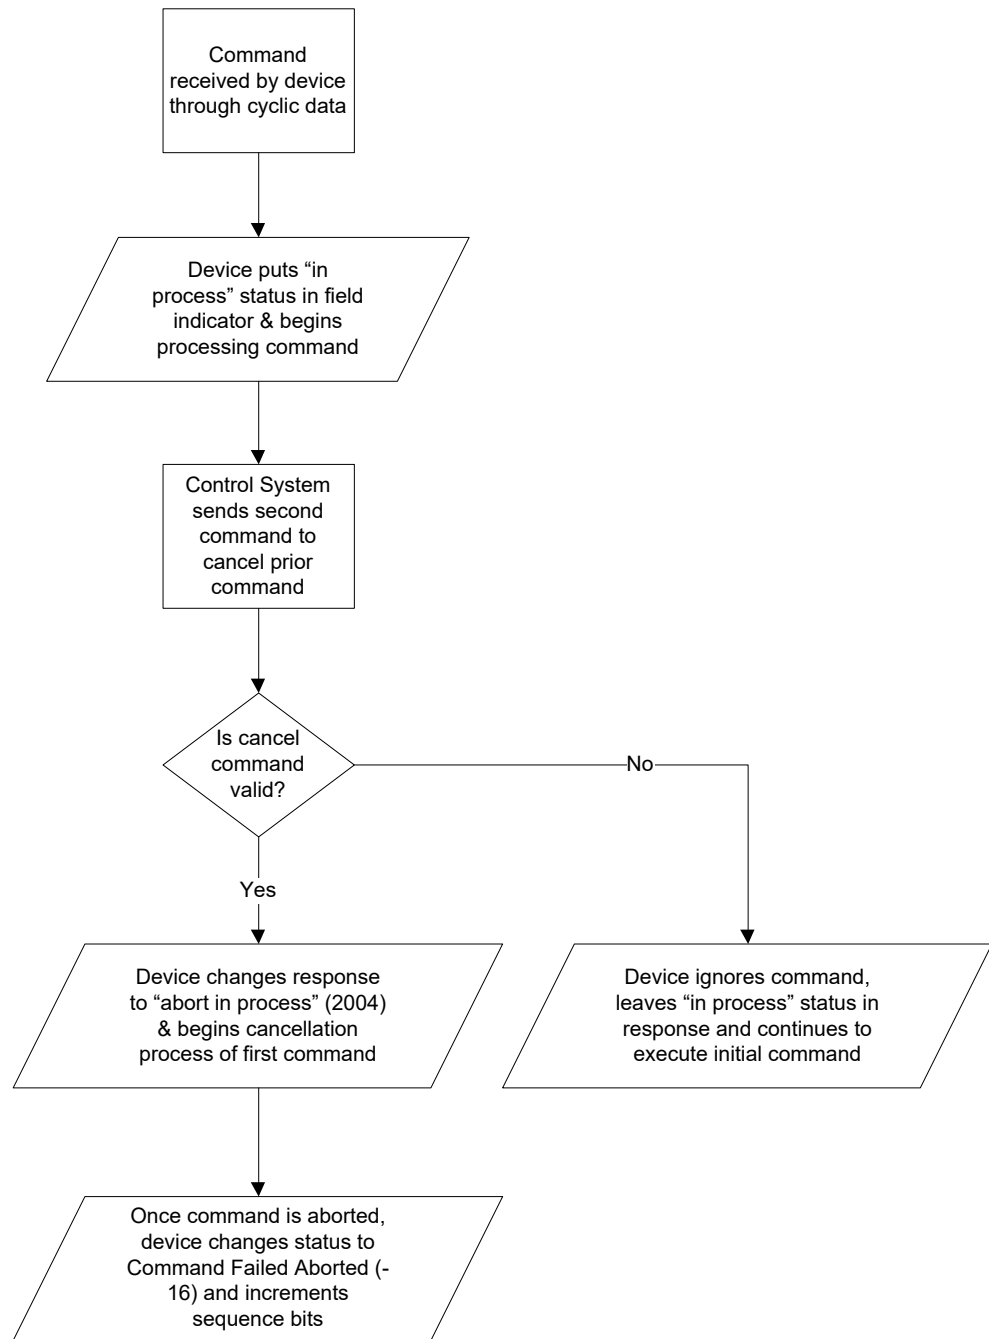 Command
received by device
through cyclic data
Device puts “in
process” status in field
indicator & begins
processing command
Control System
sends second
command to
cancel prior
command
Is cancel
command
valid?
No
Yes
Device changes response
to “abort in process” (2004)
& begins cancellation
process of first command
Device ignores command,
leaves “in process” status in
response and continues to
execute initial command
Once command is aborted,
device changes status to
Command Failed Aborted (-
16) and increments
sequence bits